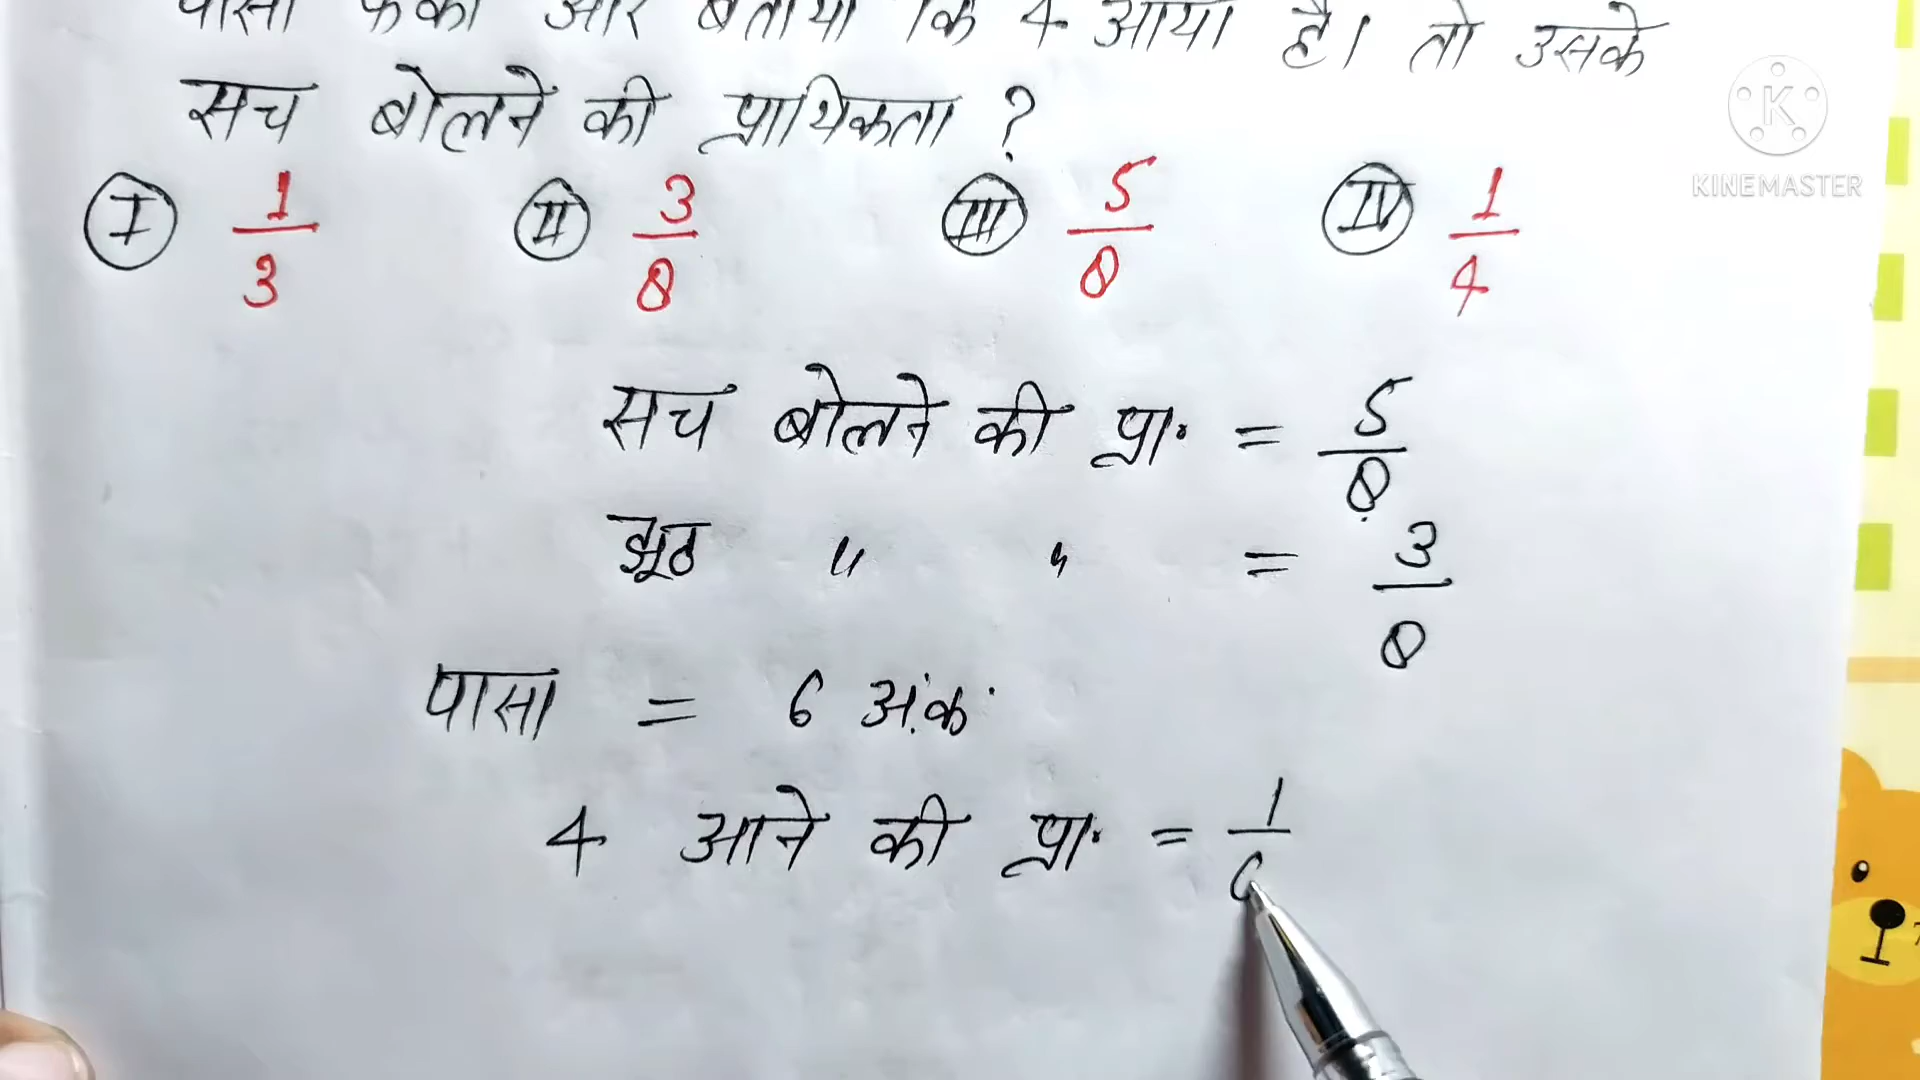 पासा फेंका और बताया कि 4 आया है। तो उसके
सच बोलने की प्रायिकता ?
I 1/3 II 3/8 III 5/8 IV 1/4
KINEMASTER
सच बोलने की प्रा. = 5/8
झूठ " " = 3/8
पासा = 6 अंक
4 आने की प्रा. = 1/6